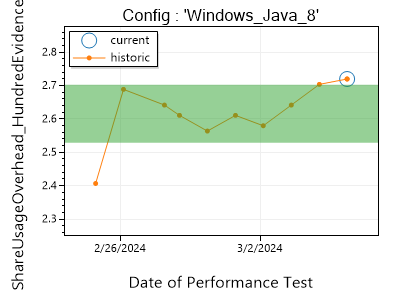 Config : 'Windows_Java_8'
ShareUsageOverhead_HundredEvidence
current
historic
2.8
2.7
2.6
2.5
2.4
2.3
2/26/2024
3/2/2024
Date of Performance Test